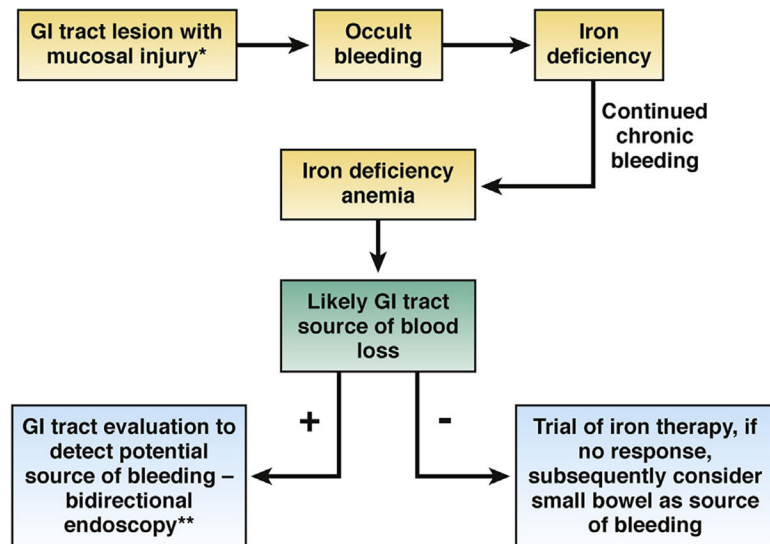 GI tract lesion with
mucosal injury*
Occult
bleeding
Iron
deficiency
Continued
chronic
bleeding
Iron deficiency
anemia
Likely GI tract
source of blood
loss
+
-
GI tract evaluation to
detect potential
source of bleeding –
bidirectional
endoscopy**
Trial of iron therapy, if
no response,
subsequently consider
small bowel as source
of bleeding